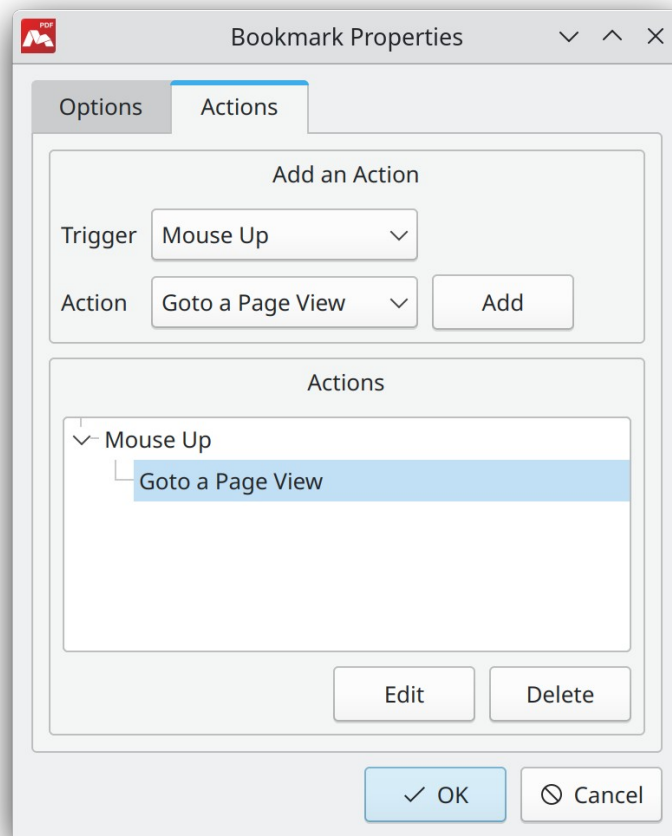 PDF
Bookmark Properties
Options Actions
Add an Action
Trigger Mouse Up
Action Goto a Page View Add
Actions
Mouse Up
Goto a Page View
Edit Delete
OK Cancel